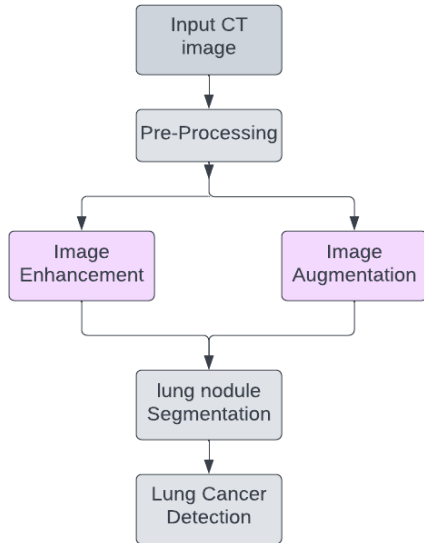 Input CT
image
Pre-Processing
Image
Enhancement
Image
Augmentation
lung nodule
Segmentation
Lung Cancer
Detection